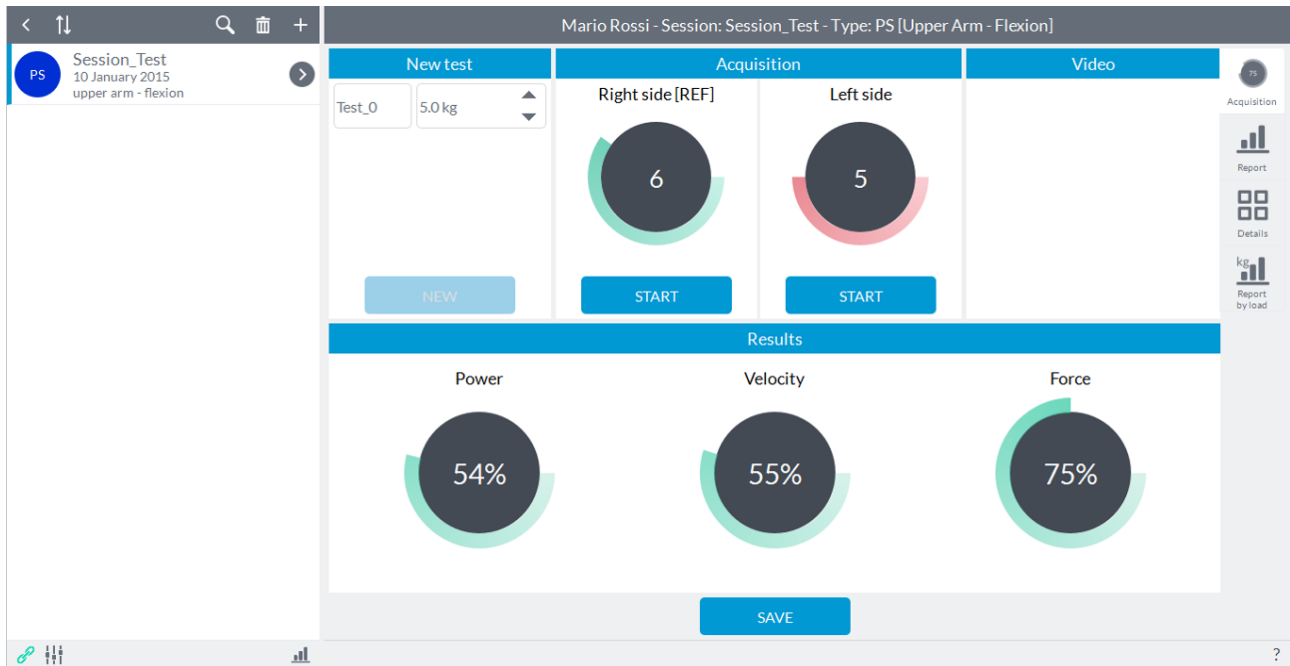 Mario Rossi - Session: Session_Test - Type: PS [Upper Arm - Flexion]
PS
Session_Test
10 January 2015
upper arm - flexion
New test
Test_0
5.0 kg
NEW
Acquisition
Right side [REF]
6
START
Left side
5
START
Video
Results
Power
54%
Velocity
55%
Force
75%
SAVE
75
Acquisition
Report
Details
kg
Report
by load
?